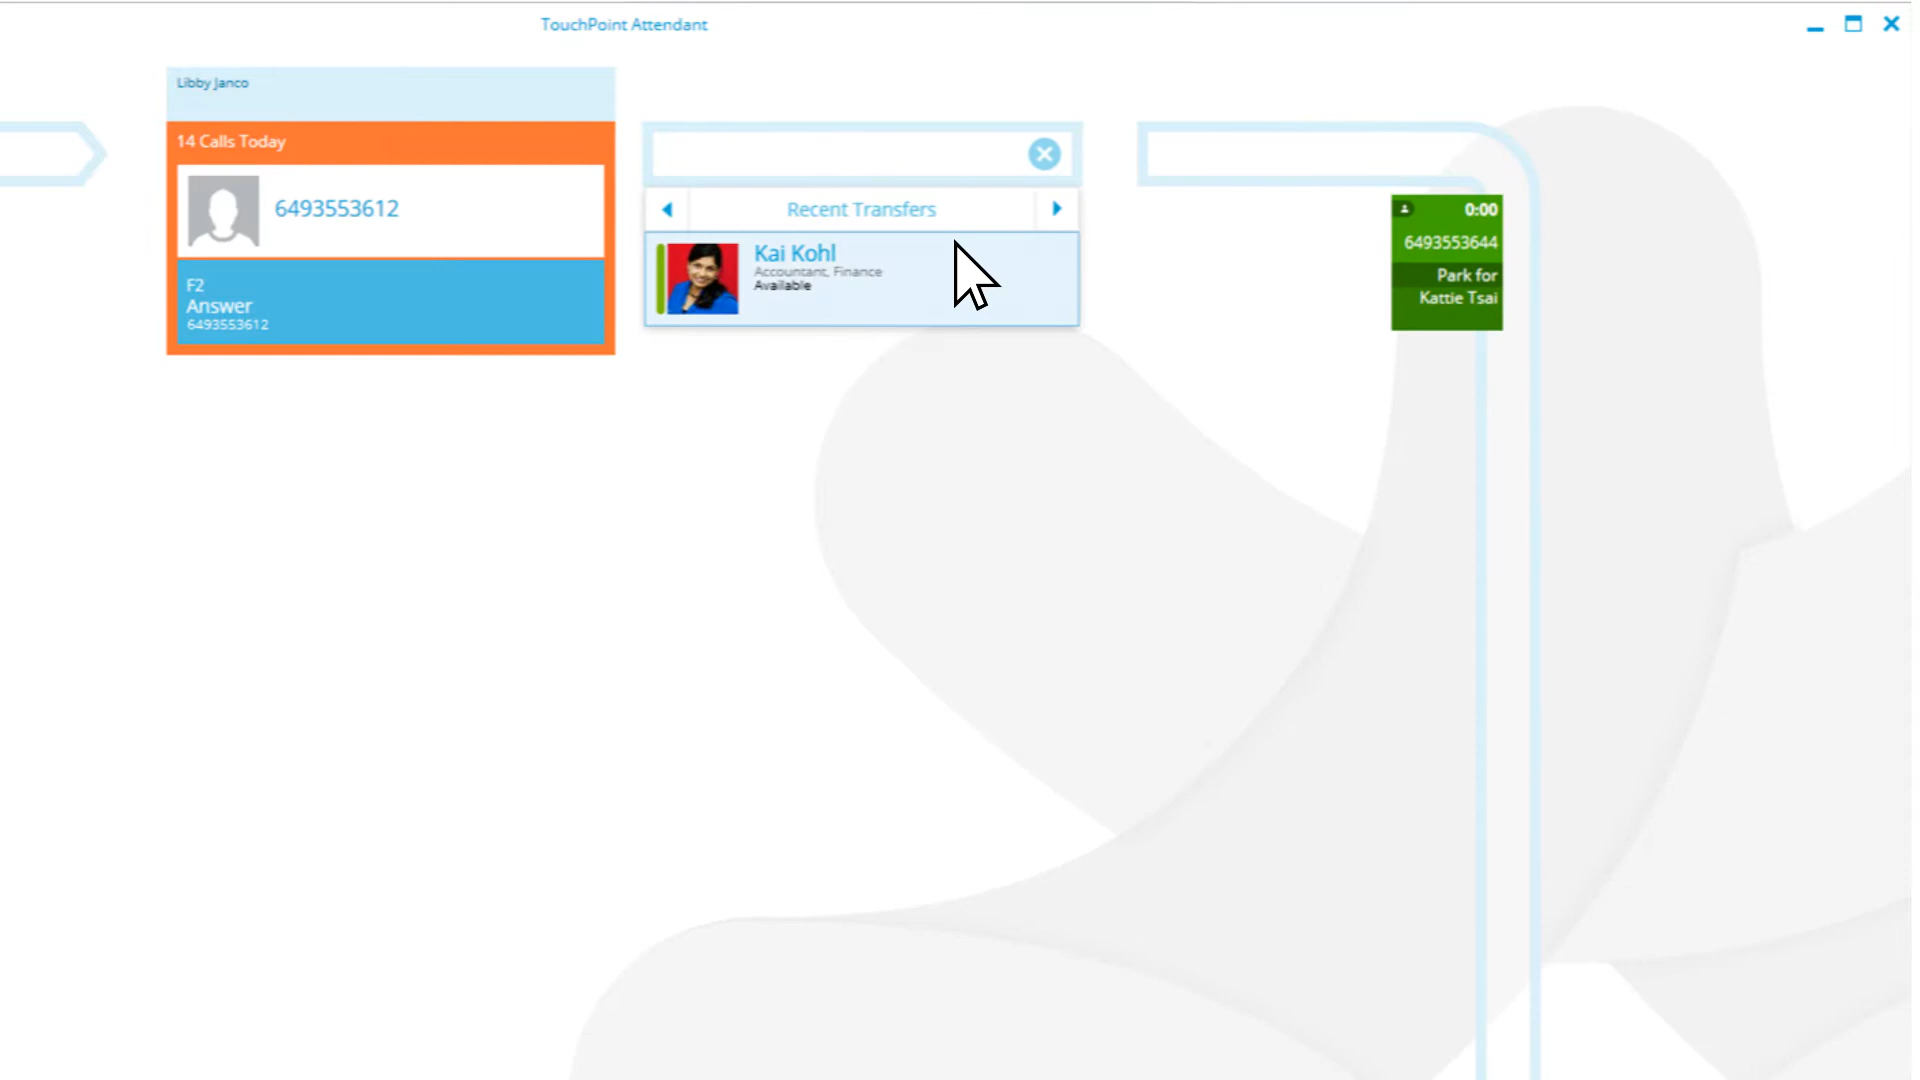 TouchPoint Attendant
Libby Janco
14 Calls Today
6493553612
F2
Answer
6493553612
Recent Transfers
Kai Kohl
Accountant, Finance
Available
0:00
6493553644
Park for
Kattie Tsai